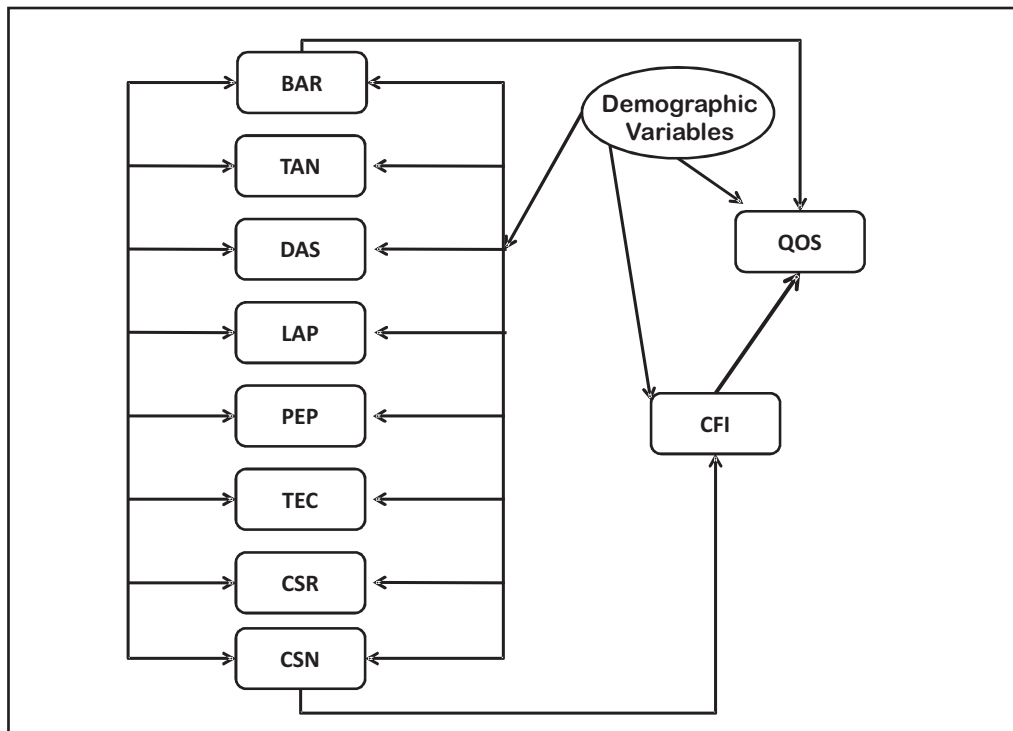 BAR
Demographic
Variables
TAN
DAS
QOS
LAP
PEP
CFI
TEC
CSR
CSN